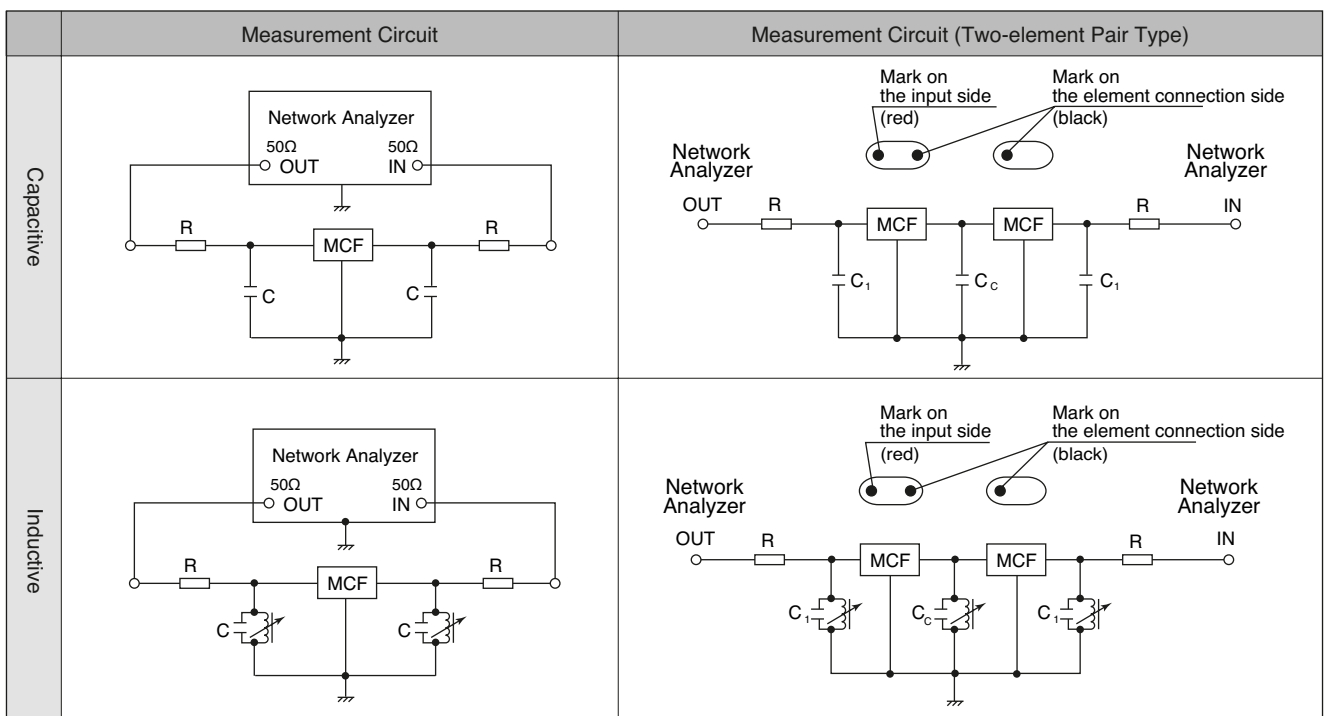 Measurement Circuit
Measurement Circuit (Two-element Pair Type)
Capacitive
Network Analyzer
50Ω
50Ω
OUT
IN
R
R
MCF
C
C
Mark on
the input side
(red)
Mark on
the element connection side
(black)
Network
Analyzer
Network
Analyzer
OUT
R
MCF
MCF
R
IN
C₁
C_C
C₁
Inductive
Network Analyzer
50Ω
50Ω
OUT
IN
R
R
MCF
C
C
Mark on
the input side
(red)
Mark on
the element connection side
(black)
Network
Analyzer
Network
Analyzer
OUT
R
MCF
MCF
R
IN
C₁
C_C
C₁